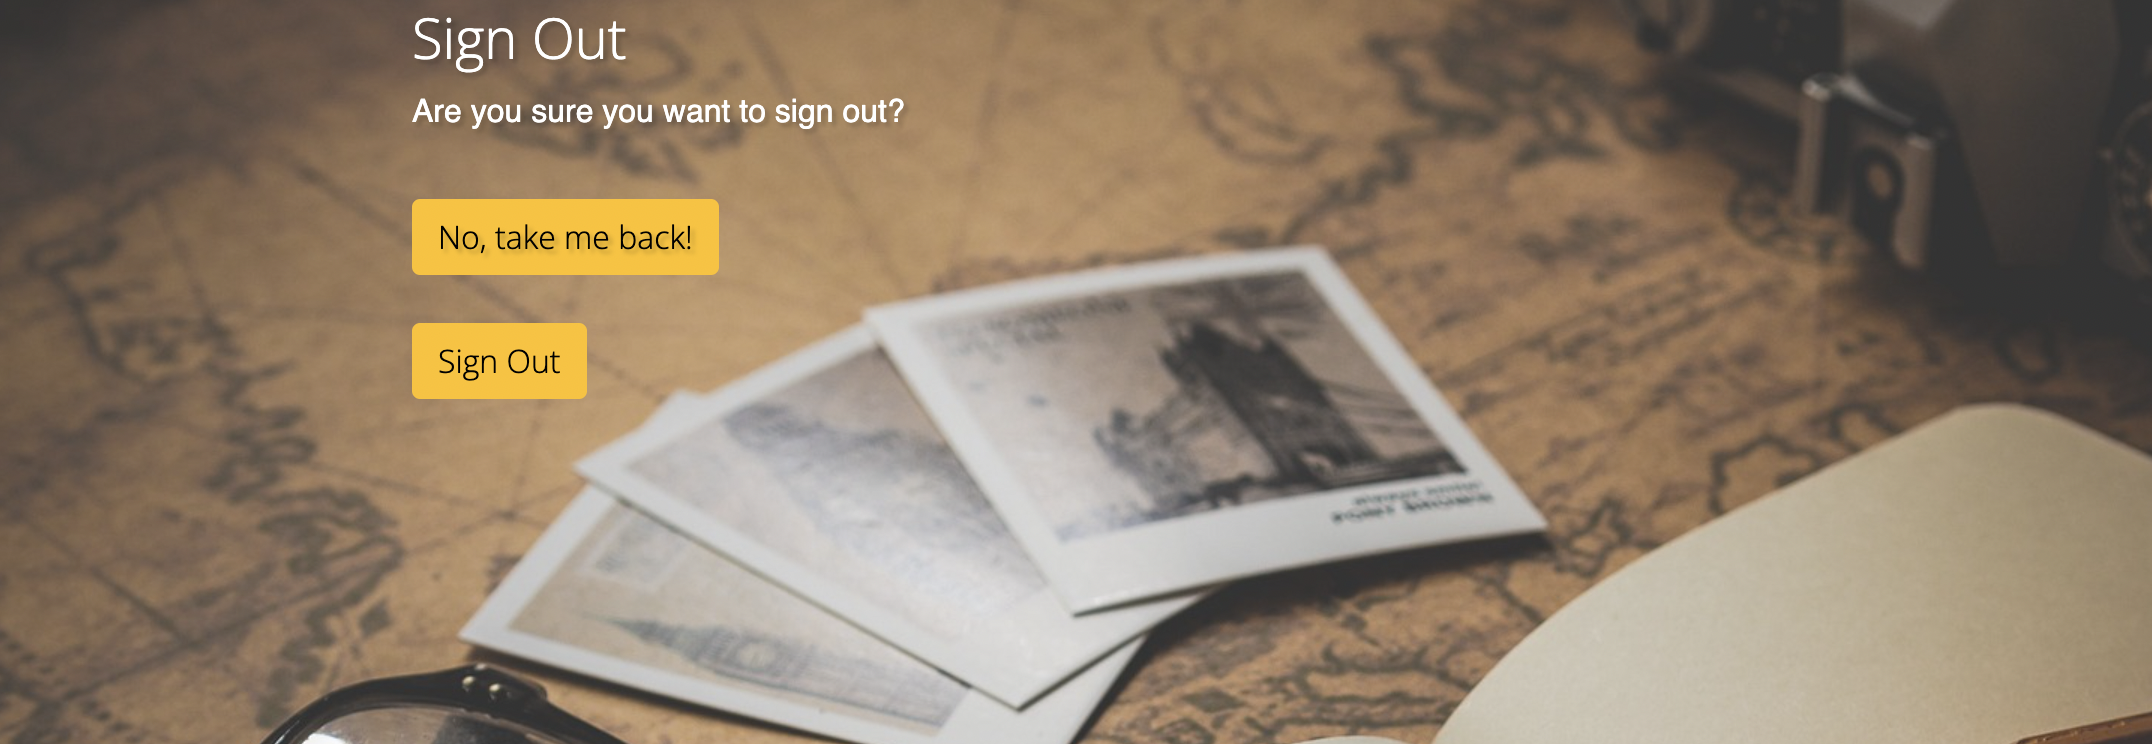 Sign Out
Are you sure you want to sign out?
No, take me back!
Sign Out